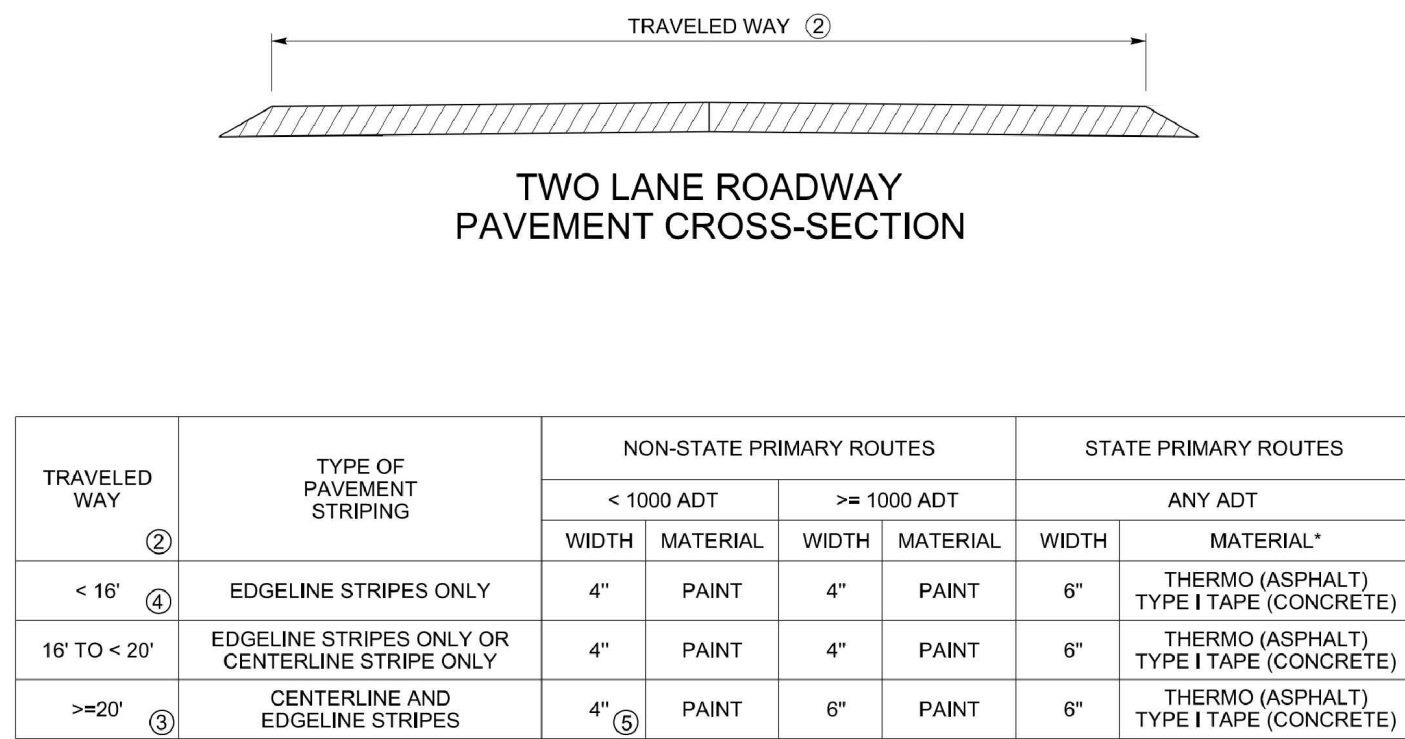 TRAVELED WAY ②
TWO LANE ROADWAY
PAVEMENT CROSS-SECTION
TRAVELED
WAY
②
TYPE OF
PAVEMENT
STRIPING
NON-STATE PRIMARY ROUTES
STATE PRIMARY ROUTES
< 1000 ADT
>= 1000 ADT
ANY ADT
WIDTH MATERIAL WIDTH MATERIAL WIDTH MATERIAL*
< 16' ④
EDGELINE STRIPES ONLY
4" PAINT 4" PAINT 6"
THERMO (ASPHALT)
TYPE I TAPE (CONCRETE)
16' TO < 20'
EDGELINE STRIPES ONLY OR
CENTERLINE STRIPE ONLY
4" PAINT 4" PAINT 6"
THERMO (ASPHALT)
TYPE I TAPE (CONCRETE)
>=20' ③
CENTERLINE AND
EDGELINE STRIPES
4" ⑤ PAINT 6" PAINT 6"
THERMO (ASPHALT)
TYPE I TAPE (CONCRETE)